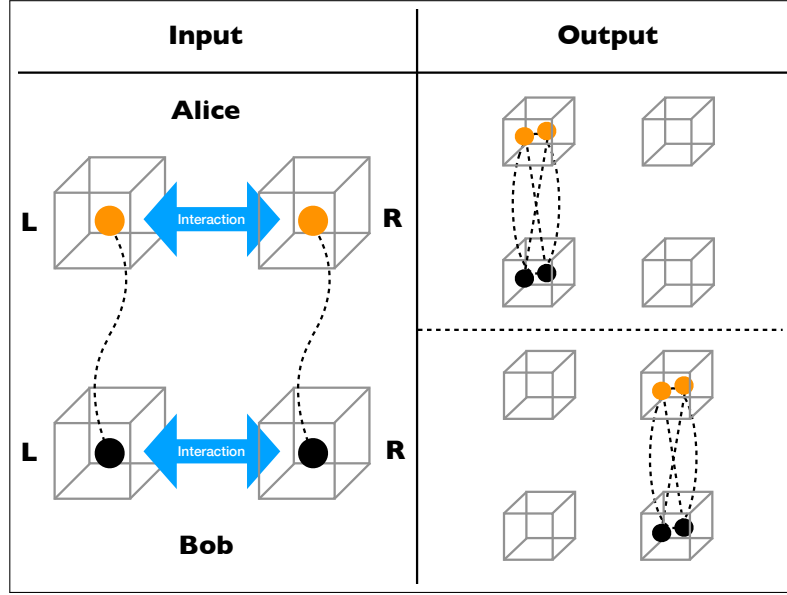 Input
Output
Alice
L
Interaction
R
L
Interaction
R
Bob